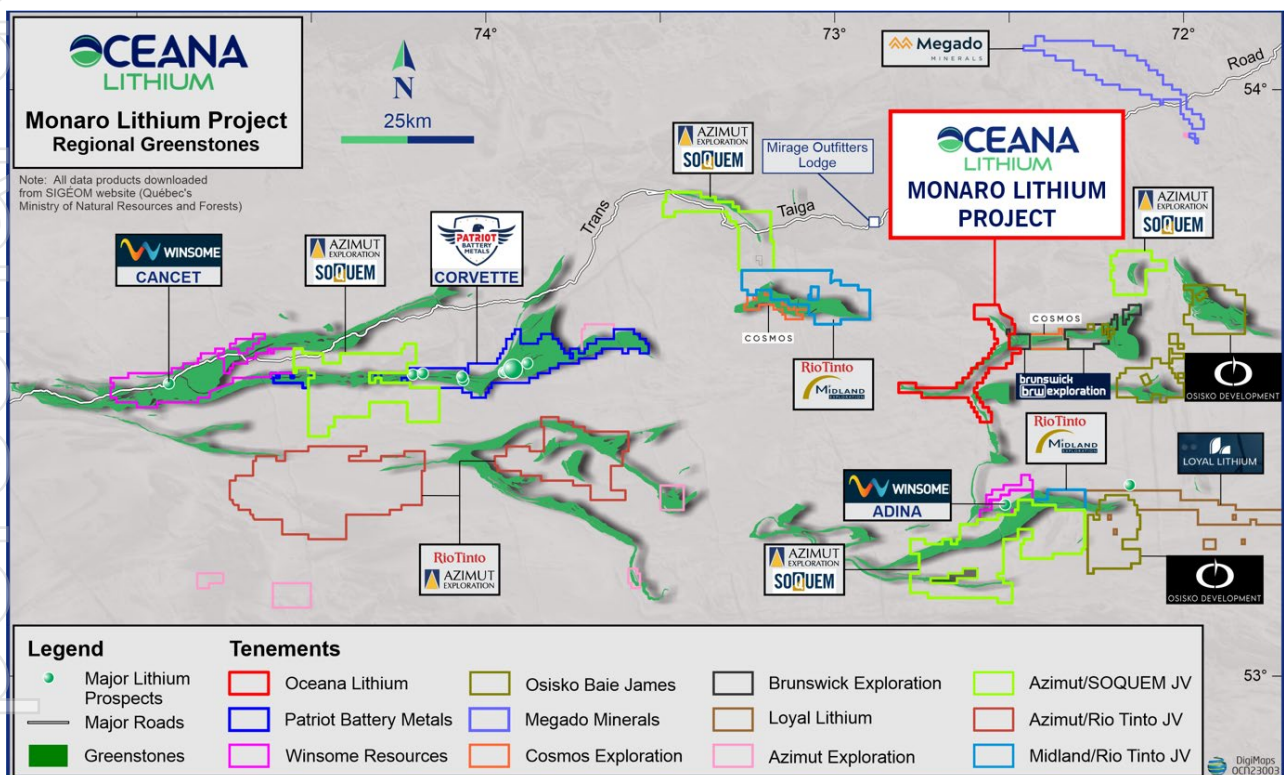 OCEANA
LITHIUM
Monaro Lithium Project
Regional Greenstones
Note: All data products downloaded
from SIGÉOM website (Québec's
Ministry of Natural Resources and Forests)
N
25km
74°
73°
72°
54°
53°
Megado
MINERALS
Road
AZIMUT
EXPLORATION
SOQUEM
Mirage Outfitters
Lodge
Trans
Taiga
OCEANA
LITHIUM
MONARO LITHIUM
PROJECT
AZIMUT
EXPLORATION
SOQUEM
WINSOME
CANCET
AZIMUT
EXPLORATION
SOQUEM
PATRIOT
BATTERY
METALS
CORVETTE
COSMOS
RioTinto
MIDLAND
EXPLORATION
COSMOS
brunswick
brw exploration
OSISKO DEVELOPMENT
RioTinto
MIDLAND
EXPLORATION
LOYAL LITHIUM
WINSOME
ADINA
RioTinto
AZIMUT
EXPLORATION
AZIMUT
EXPLORATION
SOQUEM
OSISKO DEVELOPMENT
Legend
Major Lithium
Prospects
Major Roads
Greenstones
Tenements
Oceana Lithium
Patriot Battery Metals
Winsome Resources
Osisko Baie James
Megado Minerals
Cosmos Exploration
Brunswick Exploration
Loyal Lithium
Azimut Exploration
Azimut/SOQUEM JV
Azimut/Rio Tinto JV
Midland/Rio Tinto JV
DigiMaps
OCN23003